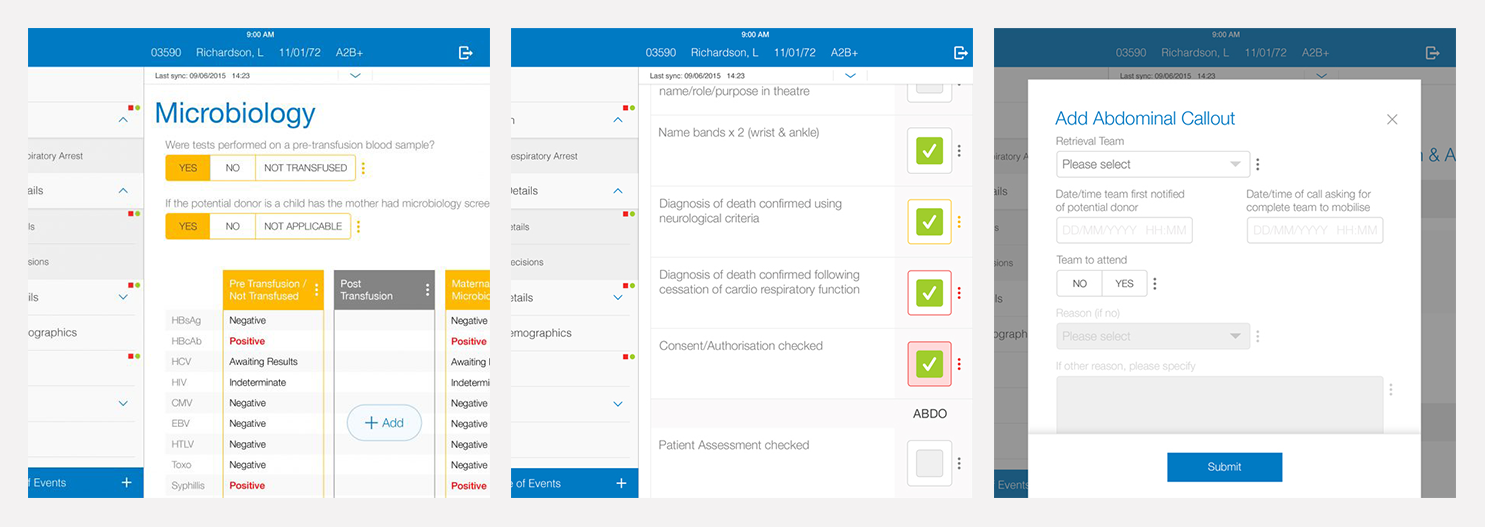 9:00 AM
03590 Richardson, L 11/01/72 A2B+
Last sync: 09/06/2015 14:23
Microbiology
Were tests performed on a pre-transfusion blood sample?
YES NO NOT TRANSFUSED
If the potential donor is a child has the mother had microbiology scree
YES NO NOT APPLICABLE
Pre Transfusion /
Not Transfused
Post
Transfusion
Materna
Microbio
HBsAg Negative Negative
HBcAb Positive Positive
HCV Awaiting Results Awaiting
HIV Indeterminate Indetermi
CMV Negative Negative
EBV Negative Negative
HTLV Negative Negative
Toxo Negative Negative
Syphillis Positive Positive
+ Add
piratory Arrest
ails
ils
isions
ils
ographics
f Events +
9:00 AM
03590 Richardson, L 11/01/72 A2B+
Last sync: 09/06/2015 14:23
name/role/purpose in theatre
Name bands x 2 (wrist & ankle)
Diagnosis of death confirmed using
neurological criteria
Diagnosis of death confirmed following
cessation of cardio respiratory function
Consent/Authorisation checked
ABDO
Patient Assessment checked
n
espiratory Arrest
Details
etails
ecisions
etails
emographics
e of Events +
9:00 AM
03590 Richardson, L 11/01/72 A2B+
Last sync: 09/06/2015 14:23
Add Abdominal Callout
Retrieval Team
Please select
Date/time team first notified
of potential donor
Date/time of call asking for
complete team to mobilise
DD/MM/YYYY HH:MM
DD/MM/YYYY HH:MM
Team to attend
NO YES
Reason (if no)
Please select
If other reason, please specify
Submit
iratory A
ils
ls
sions
ls
ograph
Events
n & A